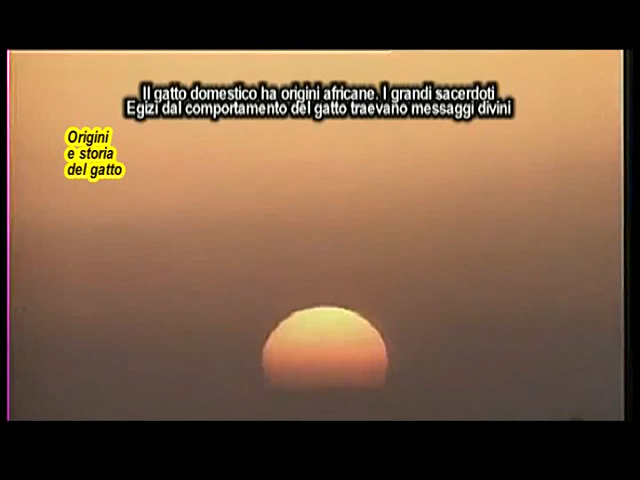 Il gatto domestico ha origini africane. I grandi sacerdoti
Egizi dal comportamento del gatto traevano messaggi divini
Origini
e storia
del gatto